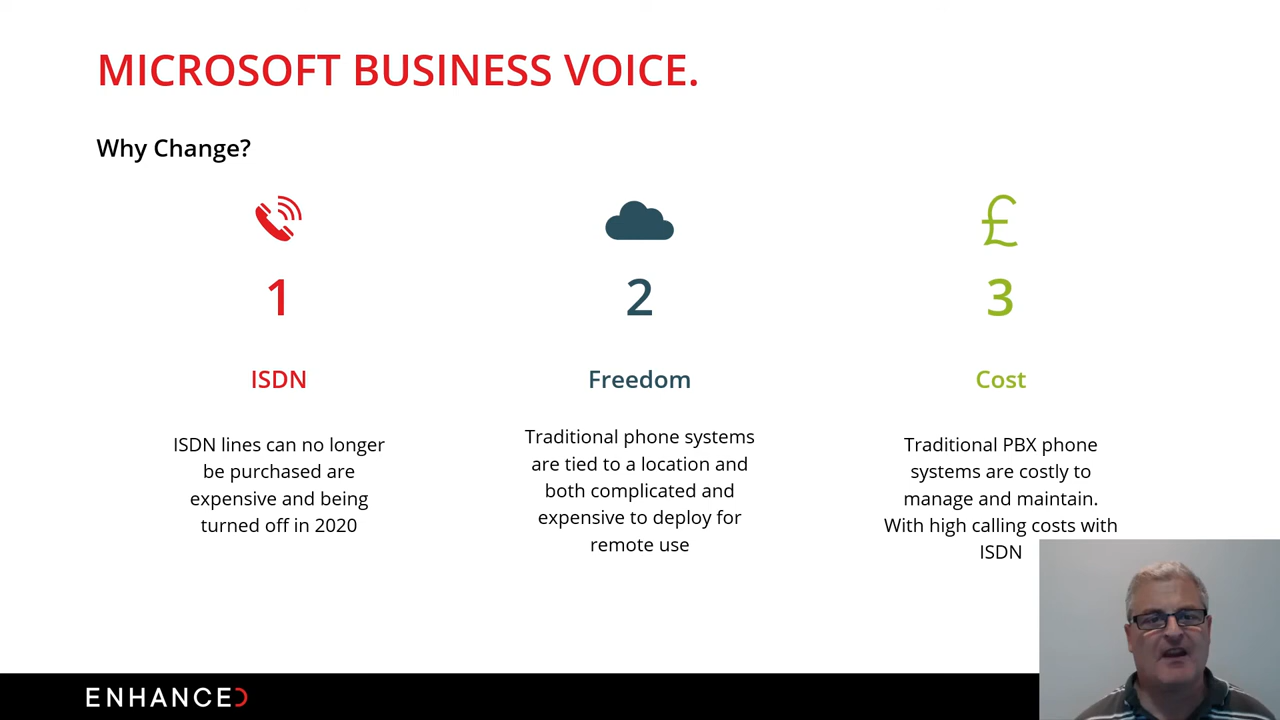 MICROSOFT BUSINESS VOICE.
Why Change?
£
1
2
3
ISDN
Freedom
Cost
ISDN lines can no longer
be purchased are
expensive and being
turned off in 2020
Traditional phone systems
are tied to a location and
both complicated and
expensive to deploy for
remote use
Traditional PBX phone
systems are costly to
manage and maintain.
With high calling costs with
ISDN
ENHANCED